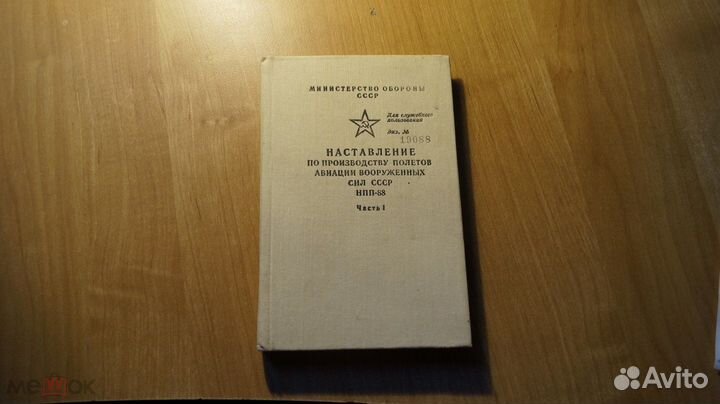 МИНИСТЕРСТВО ОБОРОНЫ
СССР
Для служебного
пользования
Экз. №
19088
НАСТАВЛЕНИЕ
ПО ПРОИЗВОДСТВУ ПОЛЕТОВ
АВИАЦИИ ВООРУЖЕННЫХ
СИЛ СССР
НПП-88
Часть I
мешок
Avito